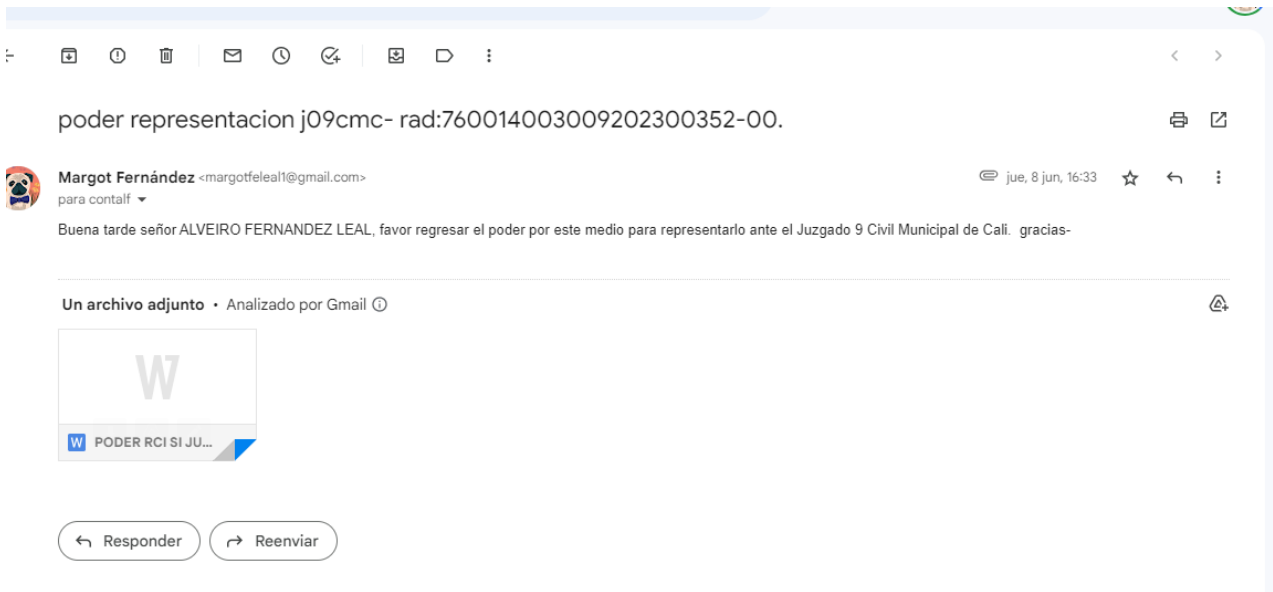 poder representacion j09cmc- rad:760014003009202300352-00.
Margot Fernández <margotfeleal1@gmail.com>
jue, 8 jun, 16:33
para contalf
Buena tarde señor ALVEIRO FERNANDEZ LEAL, favor regresar el poder por este medio para representarlo ante el Juzgado 9 Civil Municipal de Cali. gracias-
Un archivo adjunto • Analizado por Gmail
W
W PODER RCI SI JU...
Responder
Reenviar